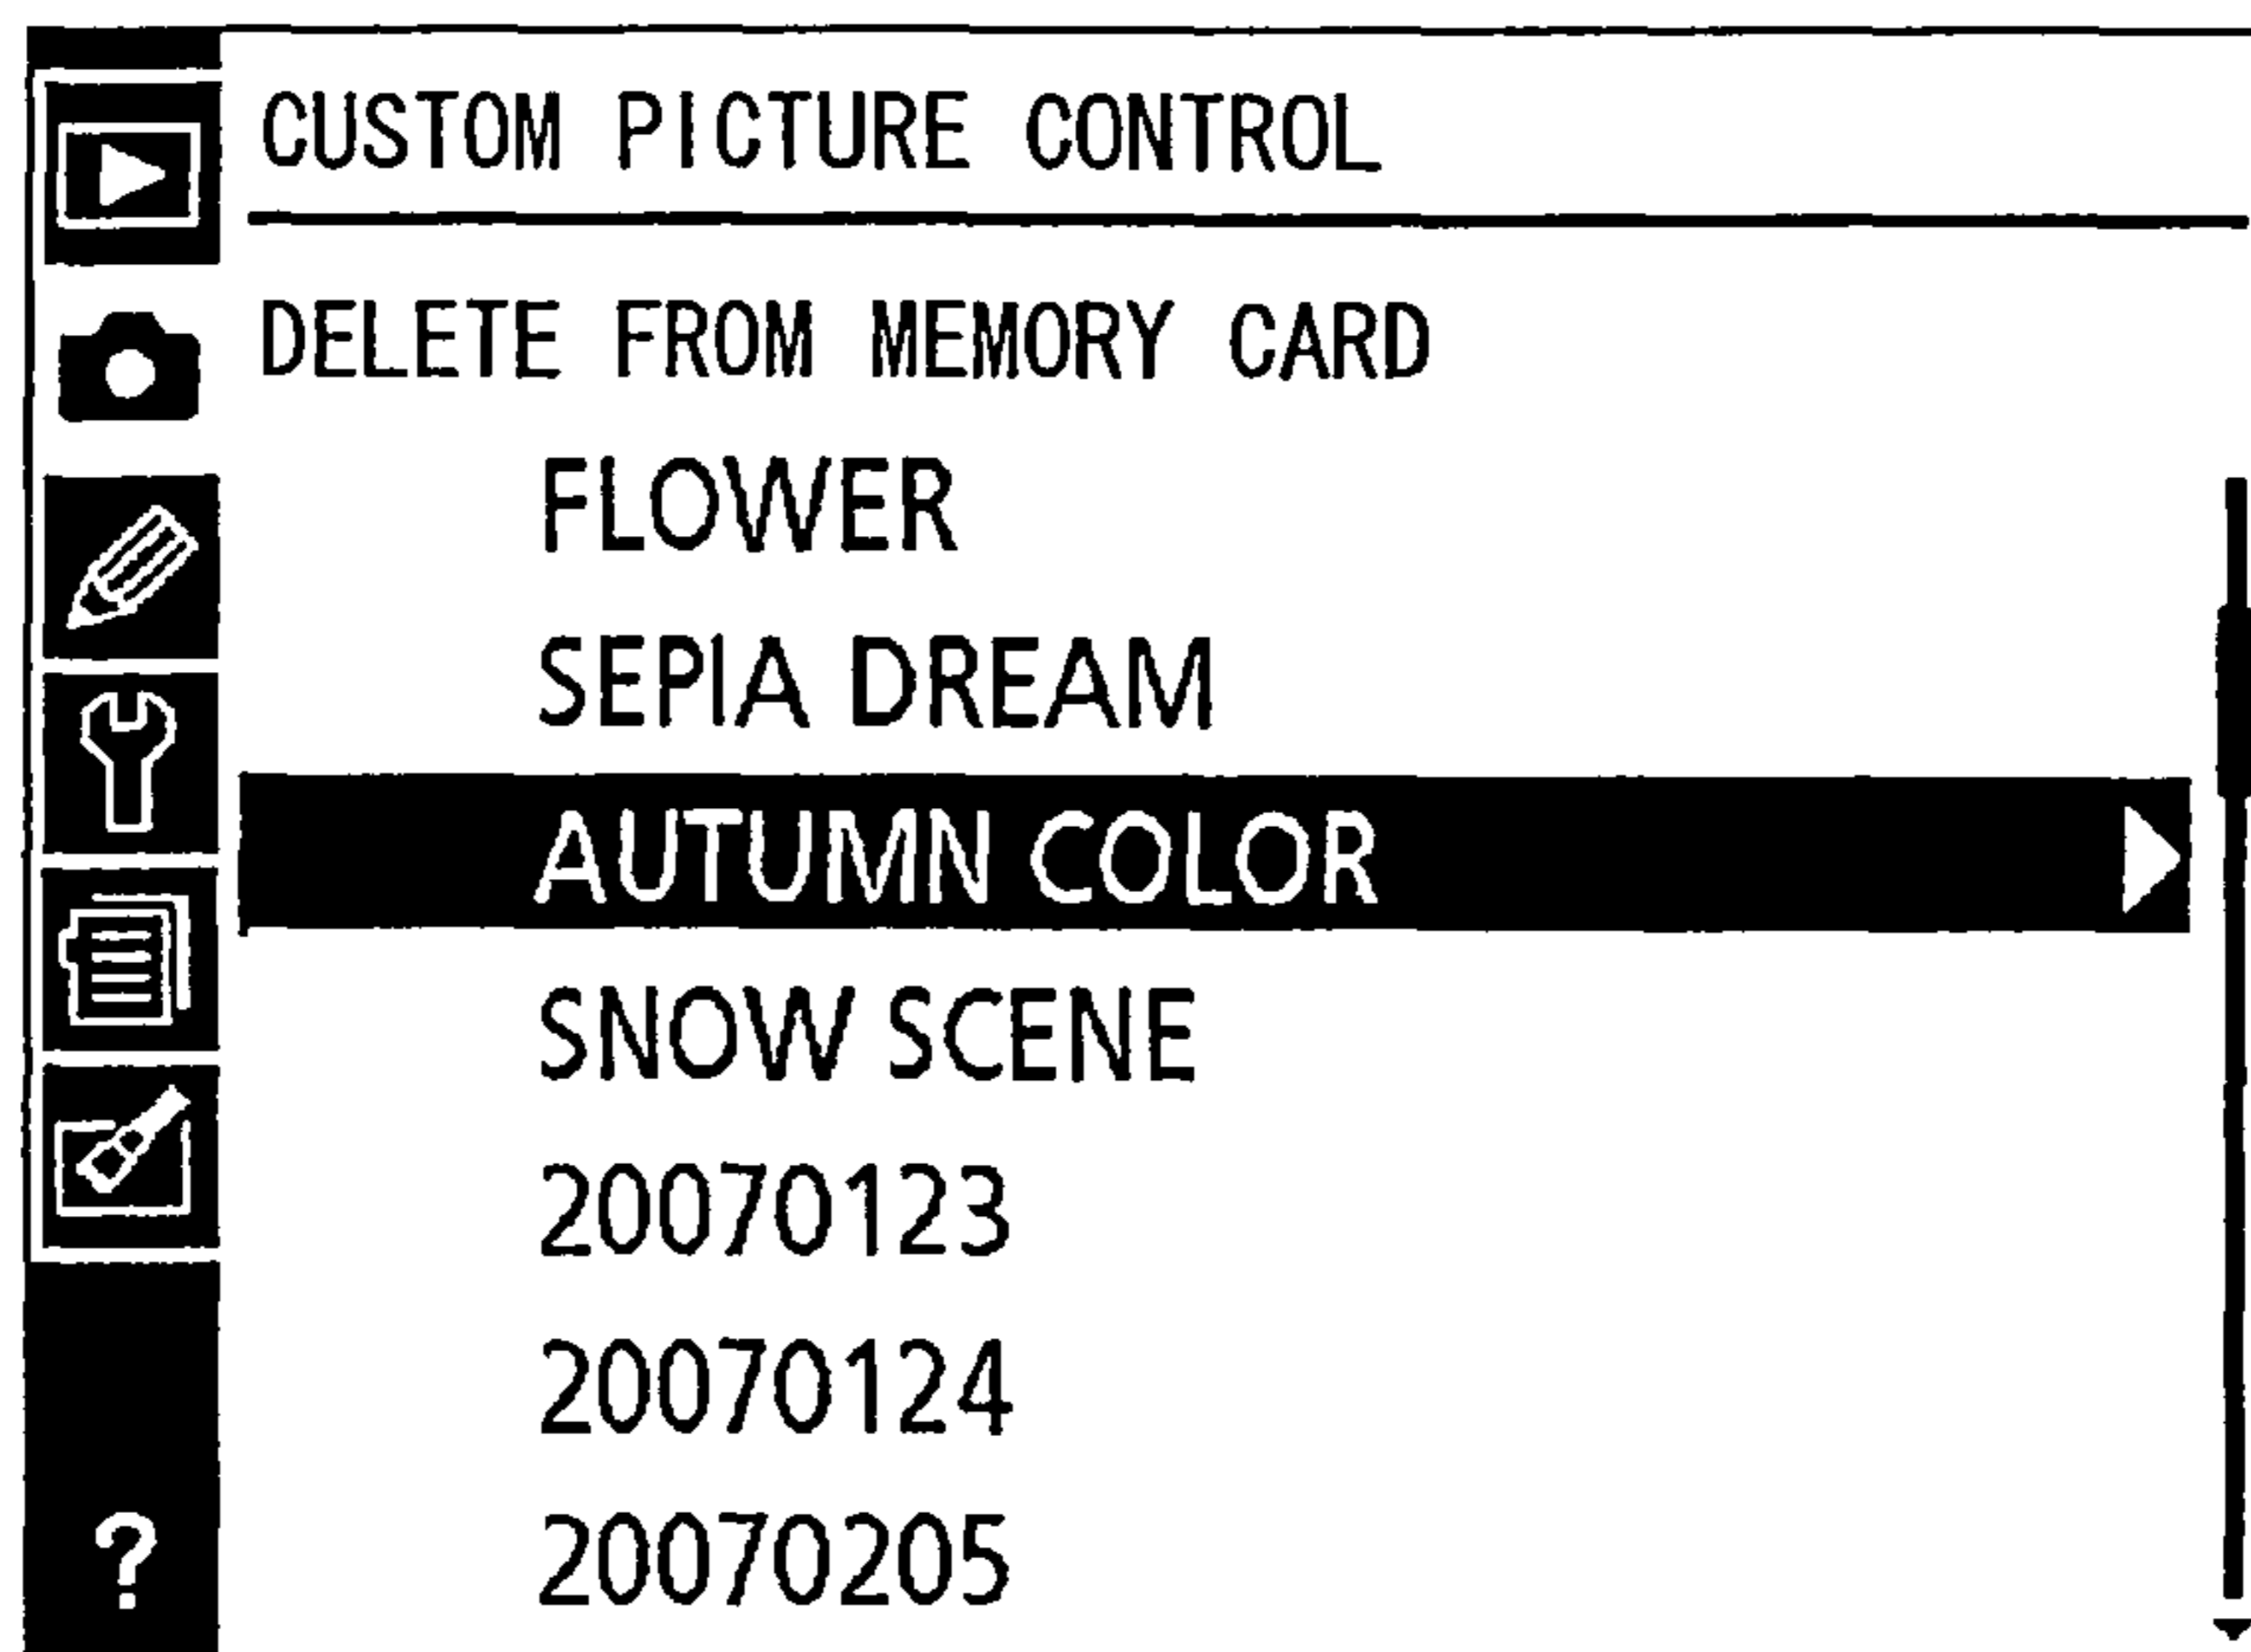 CUSTOM PICTURE CONTROL
DELETE FROM MEMORY CARD
FLOWER
SEPIA DREAM
AUTUMN COLOR
SNOW SCENE
20070123
20070124
20070205
?